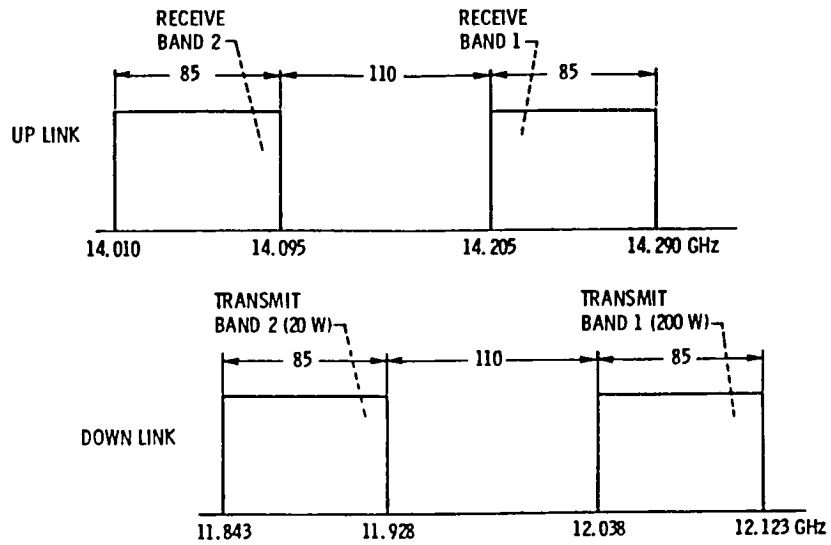 RECEIVE
BAND 2
RECEIVE
BAND 1
85
110
85
UP LINK
14.010
14.095
14.205
14.290 GHz
TRANSMIT
BAND 2 (20 W)
TRANSMIT
BAND 1 (200 W)
85
110
85
DOWN LINK
11.843
11.928
12.038
12.123 GHz